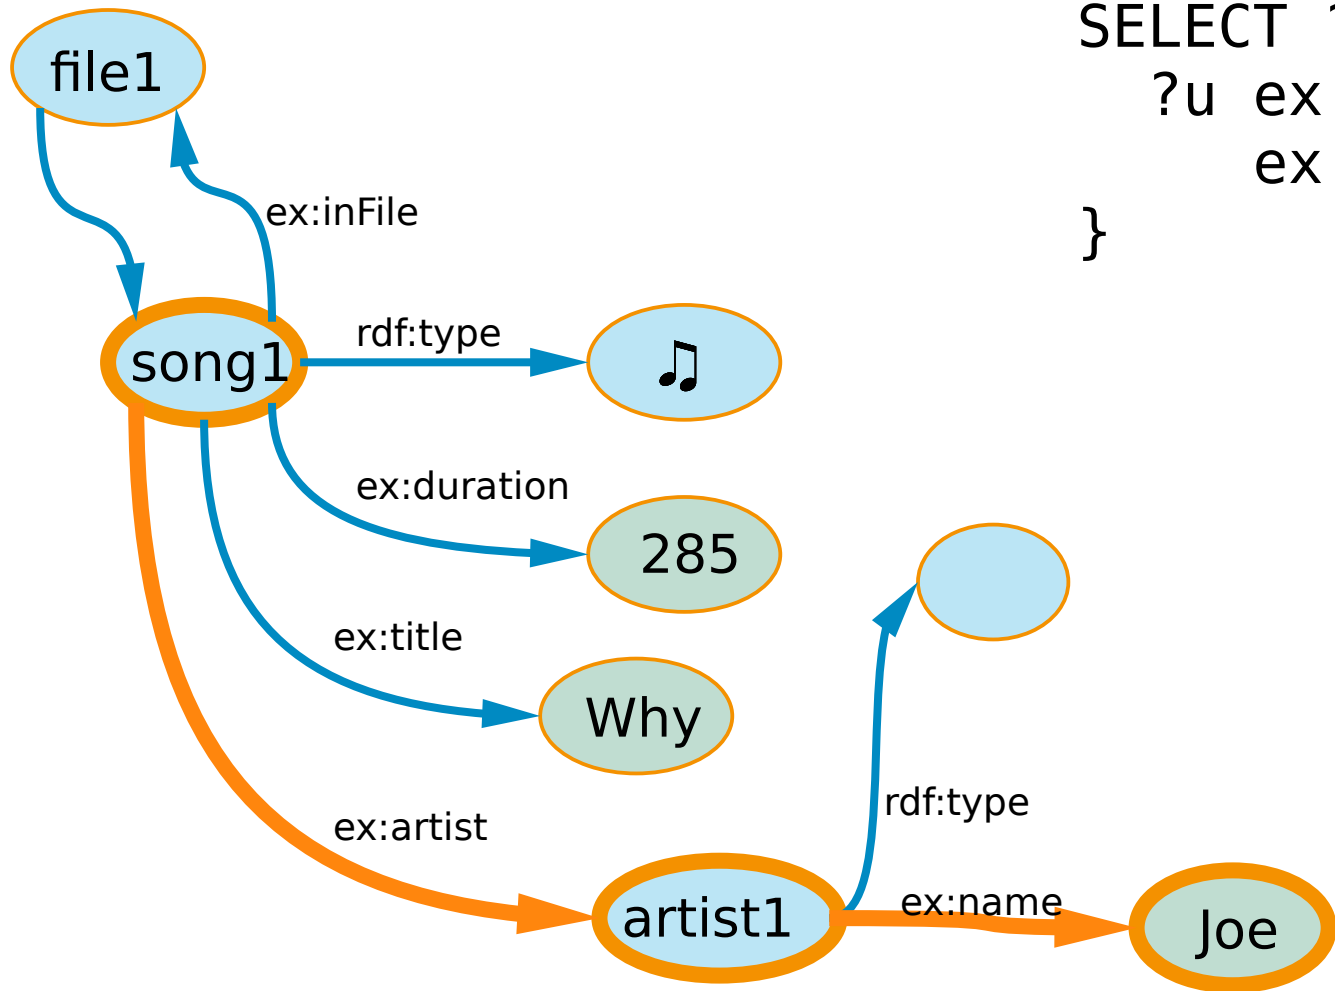 SELECT
?u ex
ex
}
file1
ex:inFile
song1
rdf:type
♫
ex:duration
285
ex:title
Why
ex:artist
rdf:type
artist1
ex:name
Joe